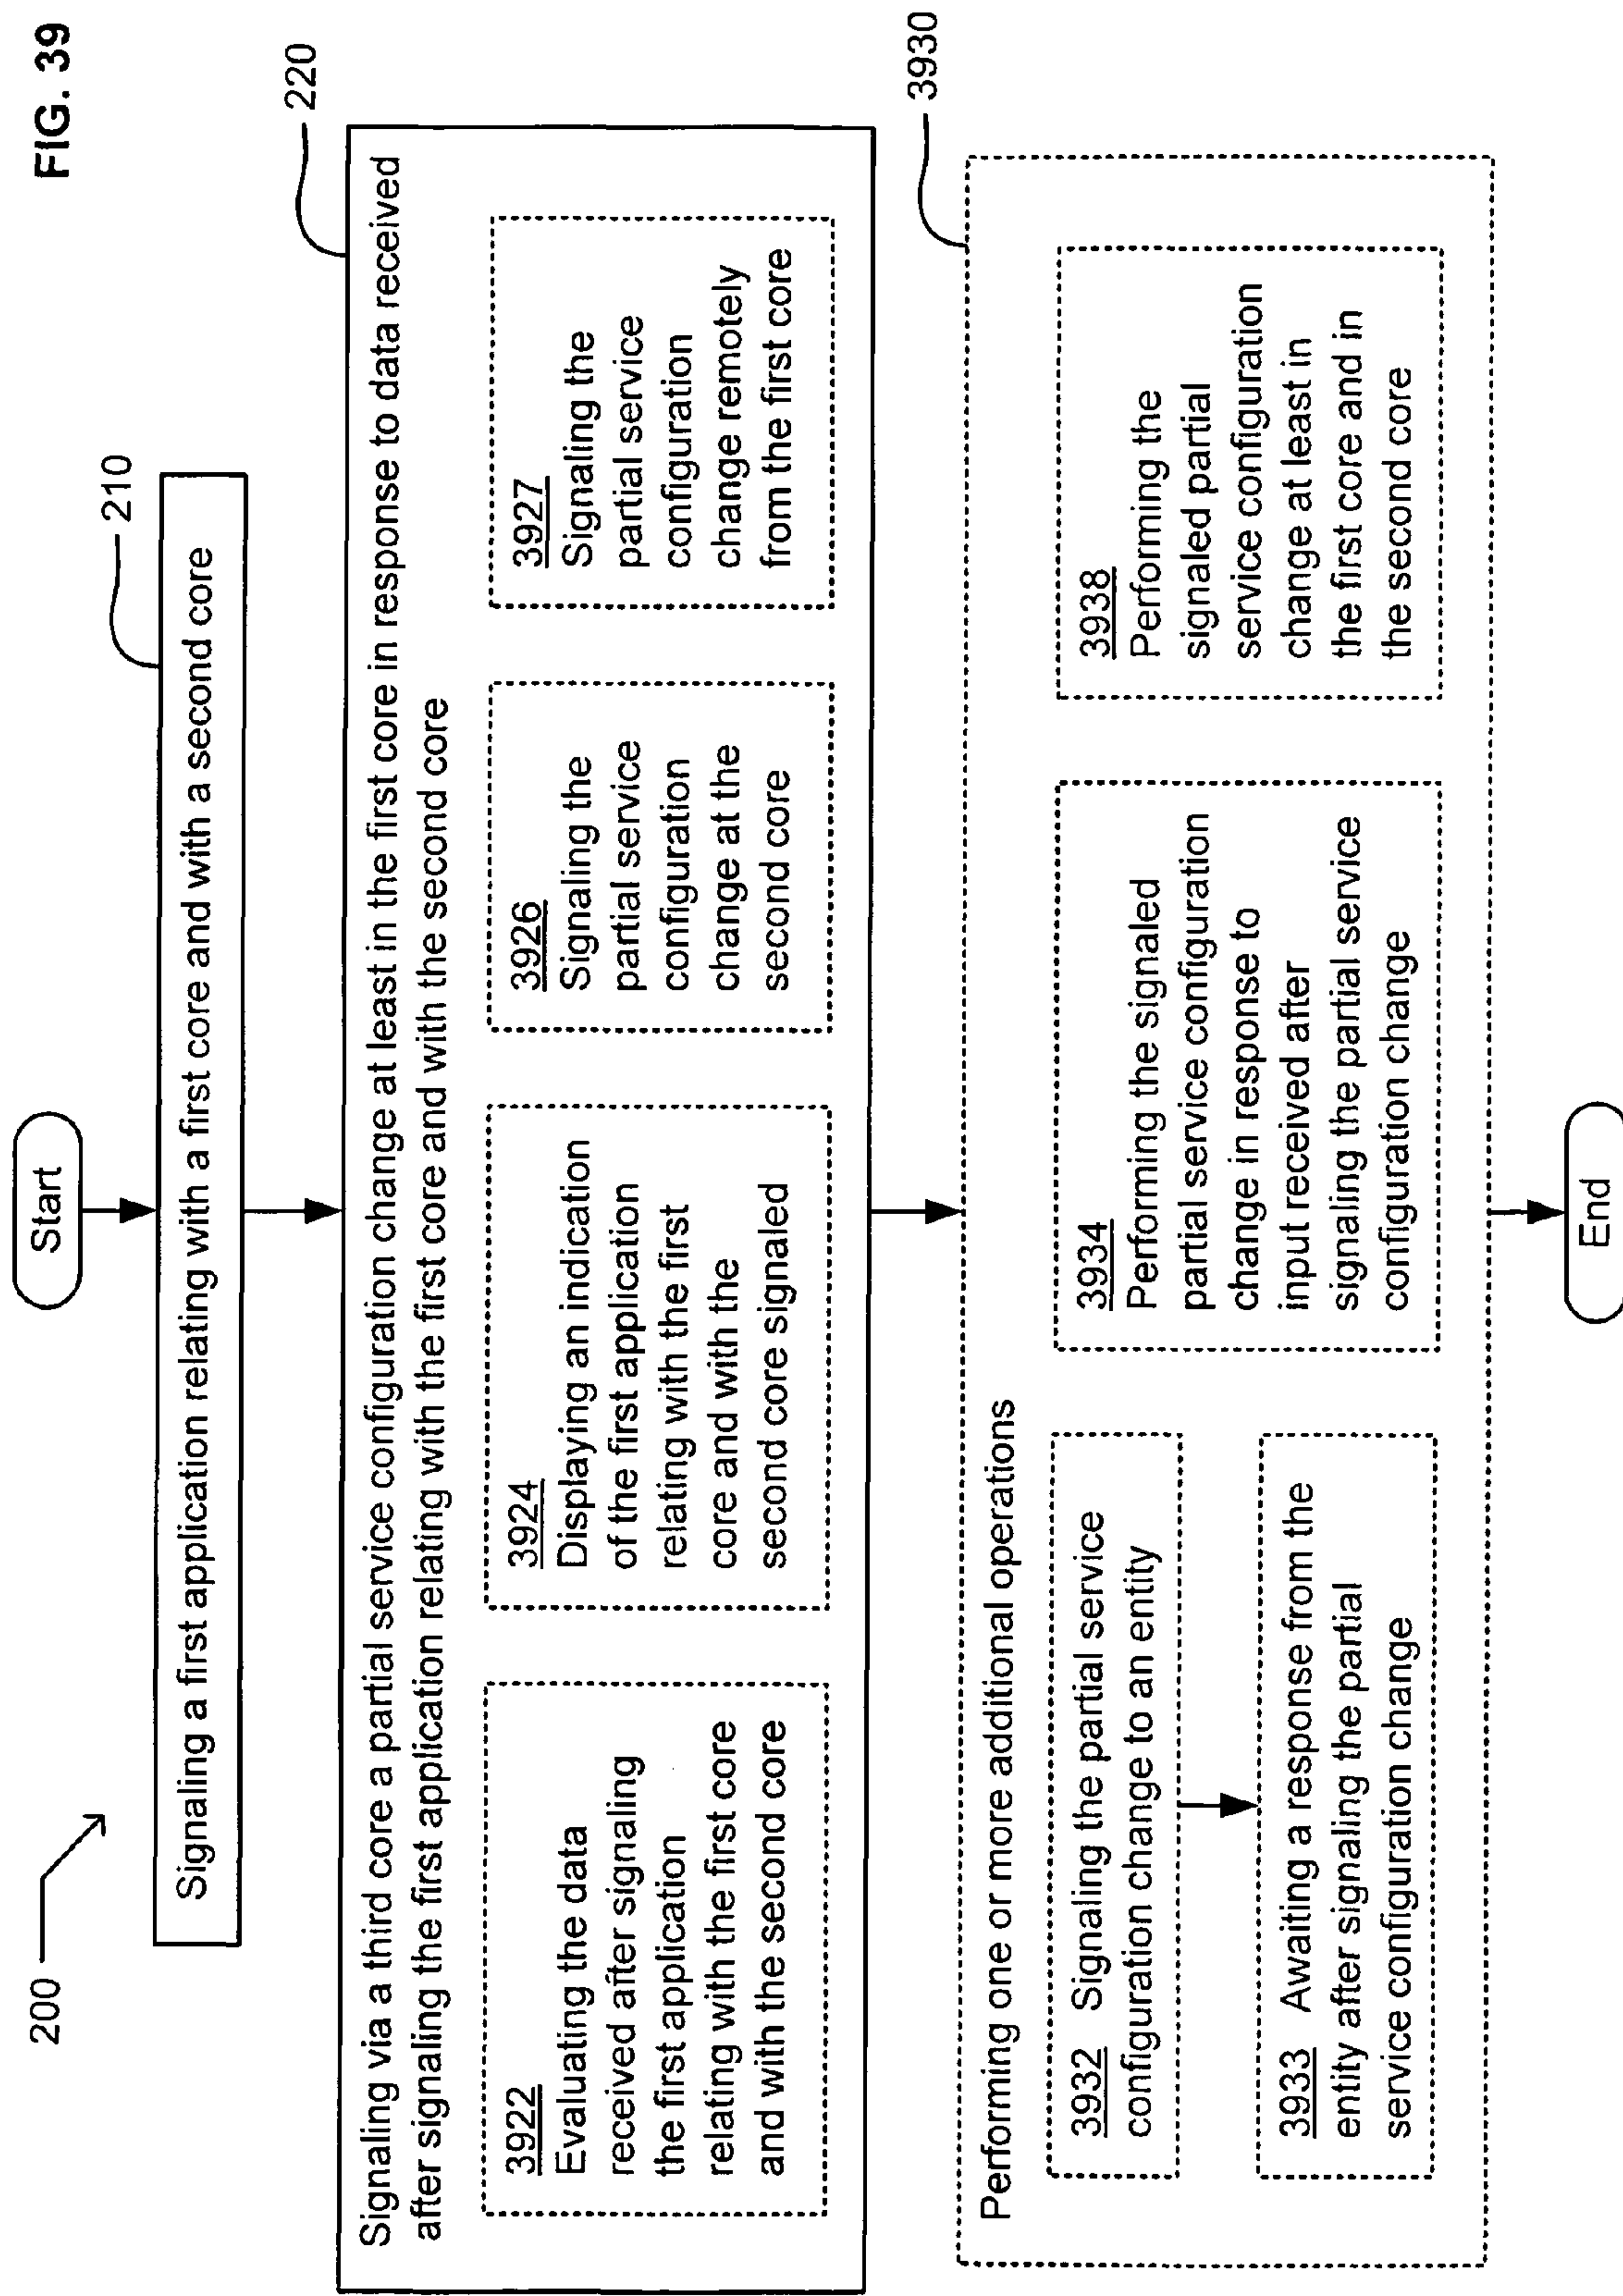 FIG. 39
200
Start
210
Signaling a first application relating with a first core and with a second core
220
Signaling via a third core a partial service configuration change at least in the first core in response to data received
after signaling the first application relating with the first core and with the second core
3922
Evaluating the data
received after signaling
the first application
relating with the first core
and with the second core
3924
Displaying an indication
of the first application
relating with the first
core and with the
second core signaled
3926
Signaling the
partial service
configuration
change at the
second core
3927
Signaling the
partial service
configuration
change remotely
from the first core
3930
Performing one or more additional operations
3932 Signaling the partial service
configuration change to an entity
3933 Awaiting a response from the
entity after signaling the partial
service configuration change
3934
Performing the signaled
partial service configuration
change in response to
input received after
signaling the partial service
configuration change
3938
Performing the
signaled partial
service configuration
change at least in
the first core and in
the second core
End